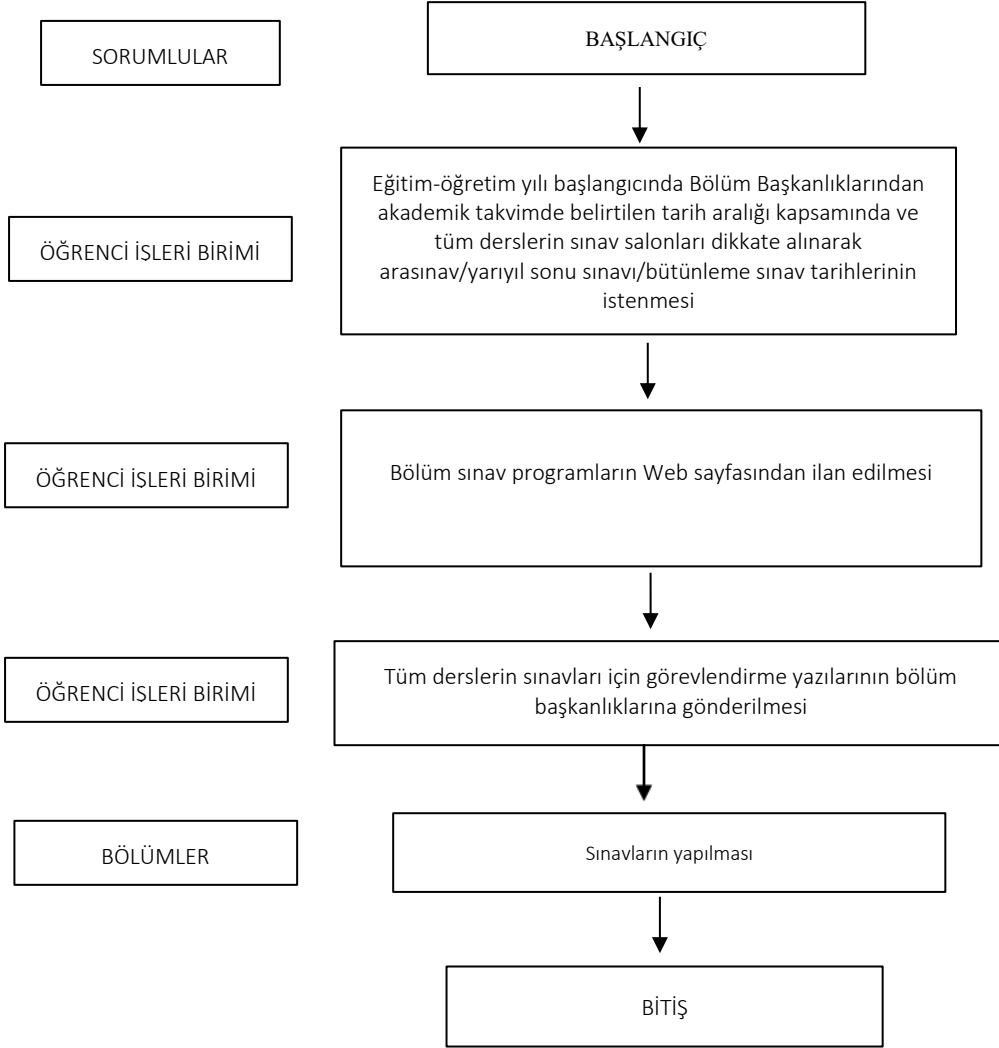 SORUMLULAR
BAŞLANGIÇ
ÖĞRENCİ İŞLERİ BİRİMİ
Eğitim-öğretim yılı başlangıcında Bölüm Başkanlıklarından
akademik takvimde belirtilen tarih aralığı kapsamında ve
tüm derslerin sınav salonları dikkate alınarak
arasınav/yarıyıl sonu sınavı/bütünleme sınav tarihlerinin
istenmesi
ÖĞRENCİ İŞLERİ BİRİMİ
Bölüm sınav programların Web sayfasından ilan edilmesi
ÖĞRENCİ İŞLERİ BİRİMİ
Tüm derslerin sınavları için görevlendirme yazılarının bölüm
başkanlıklarına gönderilmesi
BÖLÜMLER
Sınavların yapılması
BİTİŞ